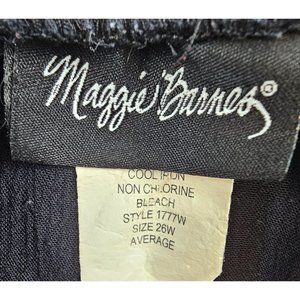 Maggie Barnes®
COOL IRON
NON CHLORINE
BLEACH
STYLE 1777W
SIZE 26W
AVERAGE